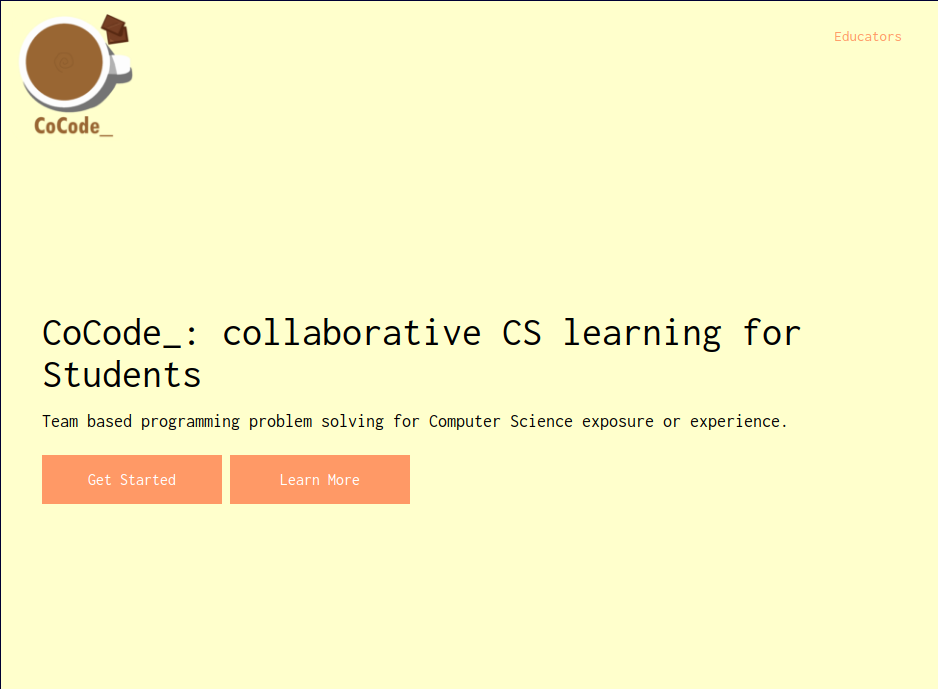 Educators
CoCode_
CoCode_: collaborative CS learning for
Students
Team based programming problem solving for Computer Science exposure or experience.
Get Started
Learn More